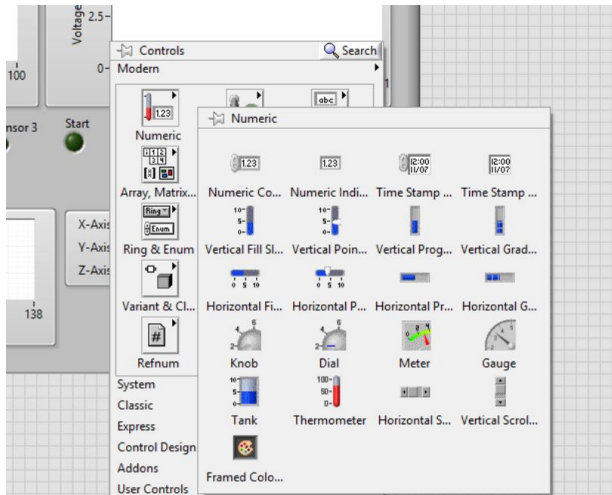 Voltage
2.5-
0-
100
1
Controls
Search
Modern
abc
1.23
Numeric
nsor 3
Start
Array, Matrix...
Ring
Enum
Ring & Enum
X-Axis
Y-Axis
Z-Axis
Variant & Cl...
138
#
Refnum
System
Classic
Express
Control Design
Addons
User Controls
Numeric
1.23
1.23
12:00
11/07
12:00
11/07
Numeric Co...
Numeric Indi...
Time Stamp ...
Time Stamp ...
10-
5-
0-
10-
5-
0-
Vertical Fill Sl...
Vertical Poin...
Vertical Prog...
Vertical Grad...
0 5 10
0 5 10
Horizontal Fi...
Horizontal P...
Horizontal Pr...
Horizontal G...
Knob
Dial
Meter
Gauge
10-
5-
0-
100-
50-
0-
Tank
Thermometer
Horizontal S...
Vertical Scrol...
Framed Colo...